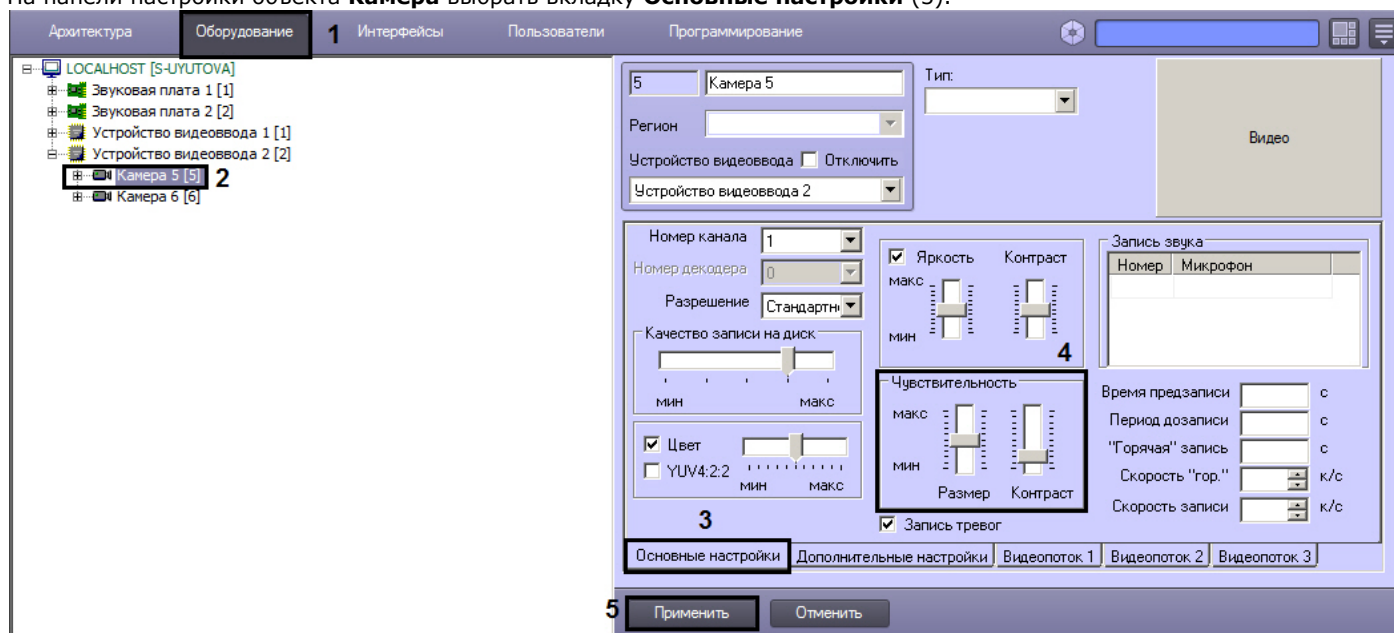 На панели настройки объекта Камера выбрать вкладку Основные настройки (3).
Архитектура Оборудование 1 Интерфейсы Пользователи Программирование
LOCALHOST [S-UYUTOVA]
Звуковая плата 1 [1]
Звуковая плата 2 [2]
Устройство видеоввода 1 [1]
Устройство видеоввода 2 [2]
Камера 5 [5] 2
Камера 6 [6]
5 Камера 5
Тип:
Регион
Устройство видеоввода Отключить
Устройство видеоввода 2
Видео
Номер канала 1
Номер декодера 0
Разрешение Стандартн
Качество записи на диск
мин макс
Цвет
YUV4:2:2
мин макс
3
Яркость Контраст
макс
мин
4
Чувствительность
макс
мин
Размер Контраст
Запись тревог
Запись звука
Номер Микрофон
Время предзаписи с
Период дозаписи с
"Горячая" запись с
Скорость "гор." к/с
Скорость записи к/с
Основные настройки Дополнительные настройки Видеопоток 1 Видеопоток 2 Видеопоток 3
5 Применить Отменить